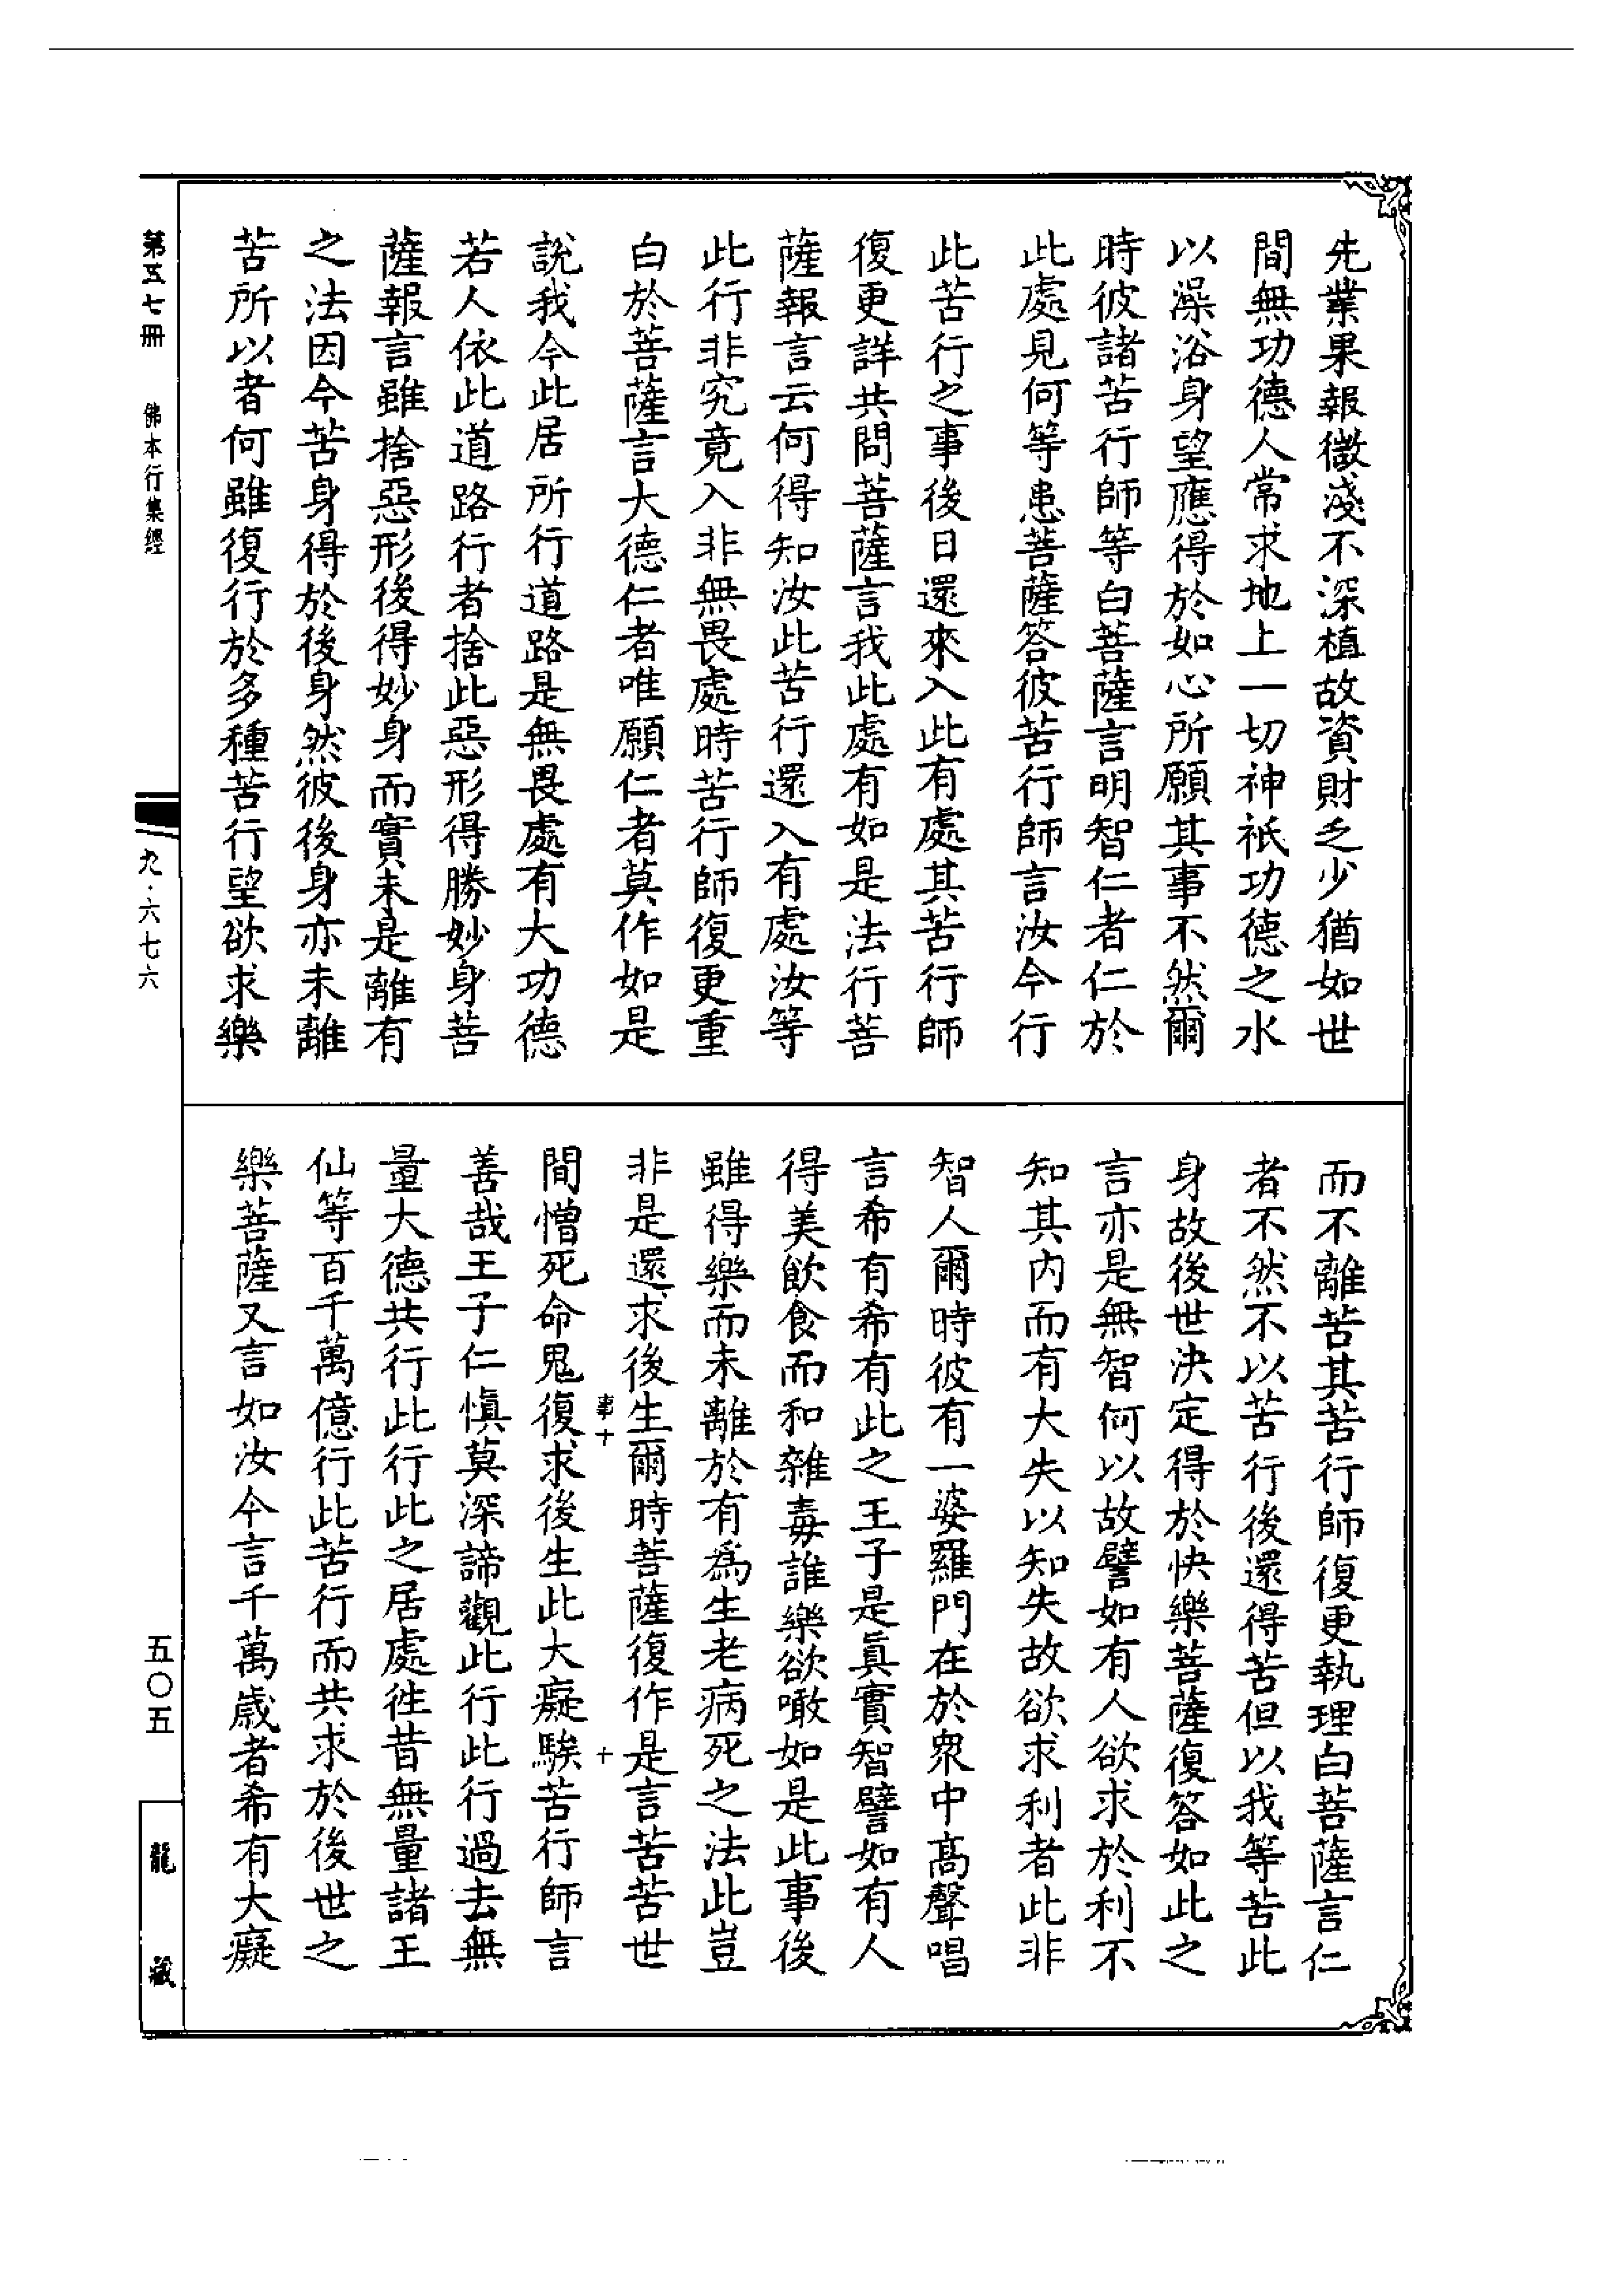 先業果報微淺不深植故資財乏少猶如世
間無功德人常求地上一切神祇功德之水
以澡浴身望應得於如心所願其事不然爾
時彼諸苦行師等白菩薩言明智仁者仁於
此處見何等患菩薩答彼苦行師言汝今行
此苦行之事後日還來入此有處其苦行師
復更詳共問菩薩言我此處有如是法行菩
薩報言云何得知汝此苦行還入有處汝等
此行非究竟入非無畏處時苦行師復更重
白於菩薩言大德仁者唯願仁者莫作如是
說我今此居所行道路是無畏處有大功德
若人依此道路行者捨此惡形得勝妙身菩
薩報言雖捨惡形後得妙身而實未是離有
之法因今苦身得於後身然彼後身亦未離
苦所以者何雖復行於多種苦行望欲求樂
而不離苦其苦行師復更執理白菩薩言仁
者不然不以苦行後還得苦但以我等苦此
身故後世決定得於快樂菩薩復答如此之
言亦是無智何以故譬如有人欲求於利不
知其內而有大失以知失故欲求利者此非
智人爾時彼有一婆羅門在於眾中高聲唱
言希有希有此之王子是真實智譬如有人
得美飲食而和雜毒誰樂欲噉如是此事後
雖得樂而未離於有為生老病死之法此豈
非是還求後生爾時菩薩復作是言苦苦世
事十 十
間憎死命鬼復求後生此大癡騃苦行師言
善哉王子仁慎莫深諦觀此行此行過去無
量大德共行此行此之居處往昔無量諸王
仙等百千萬億行此苦行而共求於後世之
樂菩薩又言如汝今言千萬歲者希有大癡
第五七冊 佛本行集經
九·六七六
五〇五
龍藏